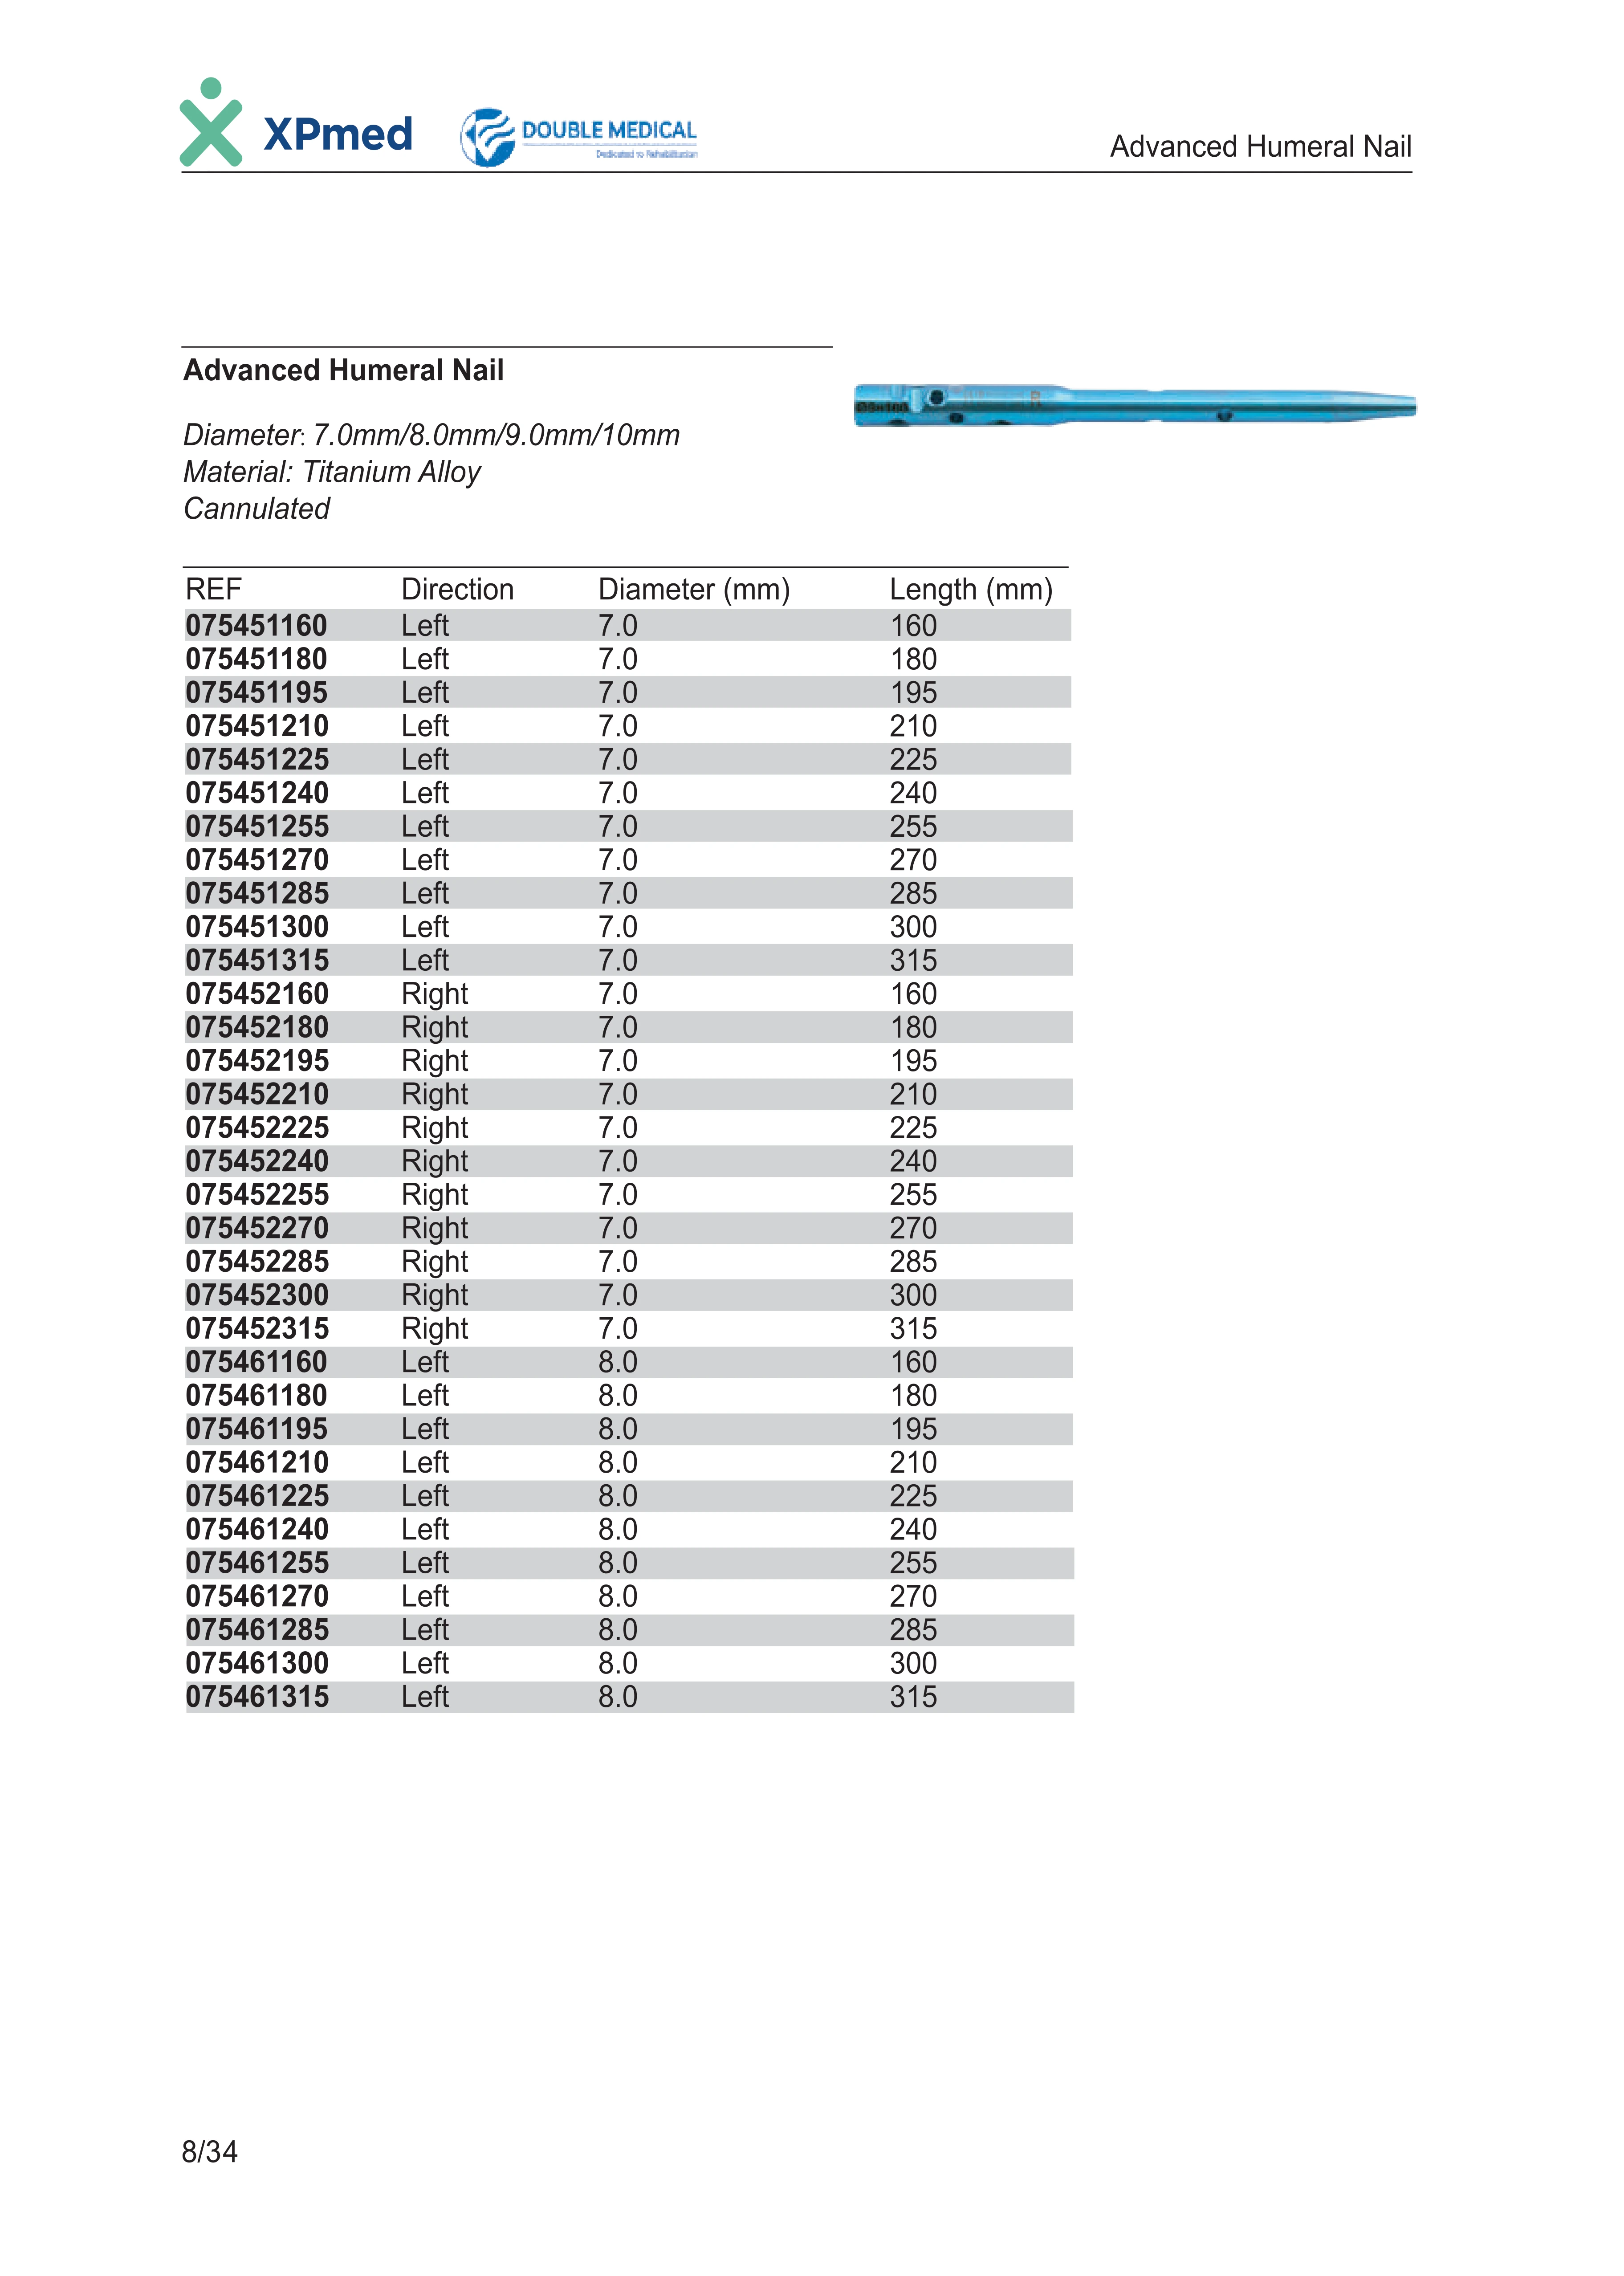 XPmed
DOUBLE MEDICAL
Dedicated to Rehabilitation
Advanced Humeral Nail
Advanced Humeral Nail
Diameter: 7.0mm/8.0mm/9.0mm/10mm
Material: Titanium Alloy
Cannulated
REF Direction Diameter (mm) Length (mm)
075451160 Left 7.0 160
075451180 Left 7.0 180
075451195 Left 7.0 195
075451210 Left 7.0 210
075451225 Left 7.0 225
075451240 Left 7.0 240
075451255 Left 7.0 255
075451270 Left 7.0 270
075451285 Left 7.0 285
075451300 Left 7.0 300
075451315 Left 7.0 315
075452160 Right 7.0 160
075452180 Right 7.0 180
075452195 Right 7.0 195
075452210 Right 7.0 210
075452225 Right 7.0 225
075452240 Right 7.0 240
075452255 Right 7.0 255
075452270 Right 7.0 270
075452285 Right 7.0 285
075452300 Right 7.0 300
075452315 Right 7.0 315
075461160 Left 8.0 160
075461180 Left 8.0 180
075461195 Left 8.0 195
075461210 Left 8.0 210
075461225 Left 8.0 225
075461240 Left 8.0 240
075461255 Left 8.0 255
075461270 Left 8.0 270
075461285 Left 8.0 285
075461300 Left 8.0 300
075461315 Left 8.0 315
8/34